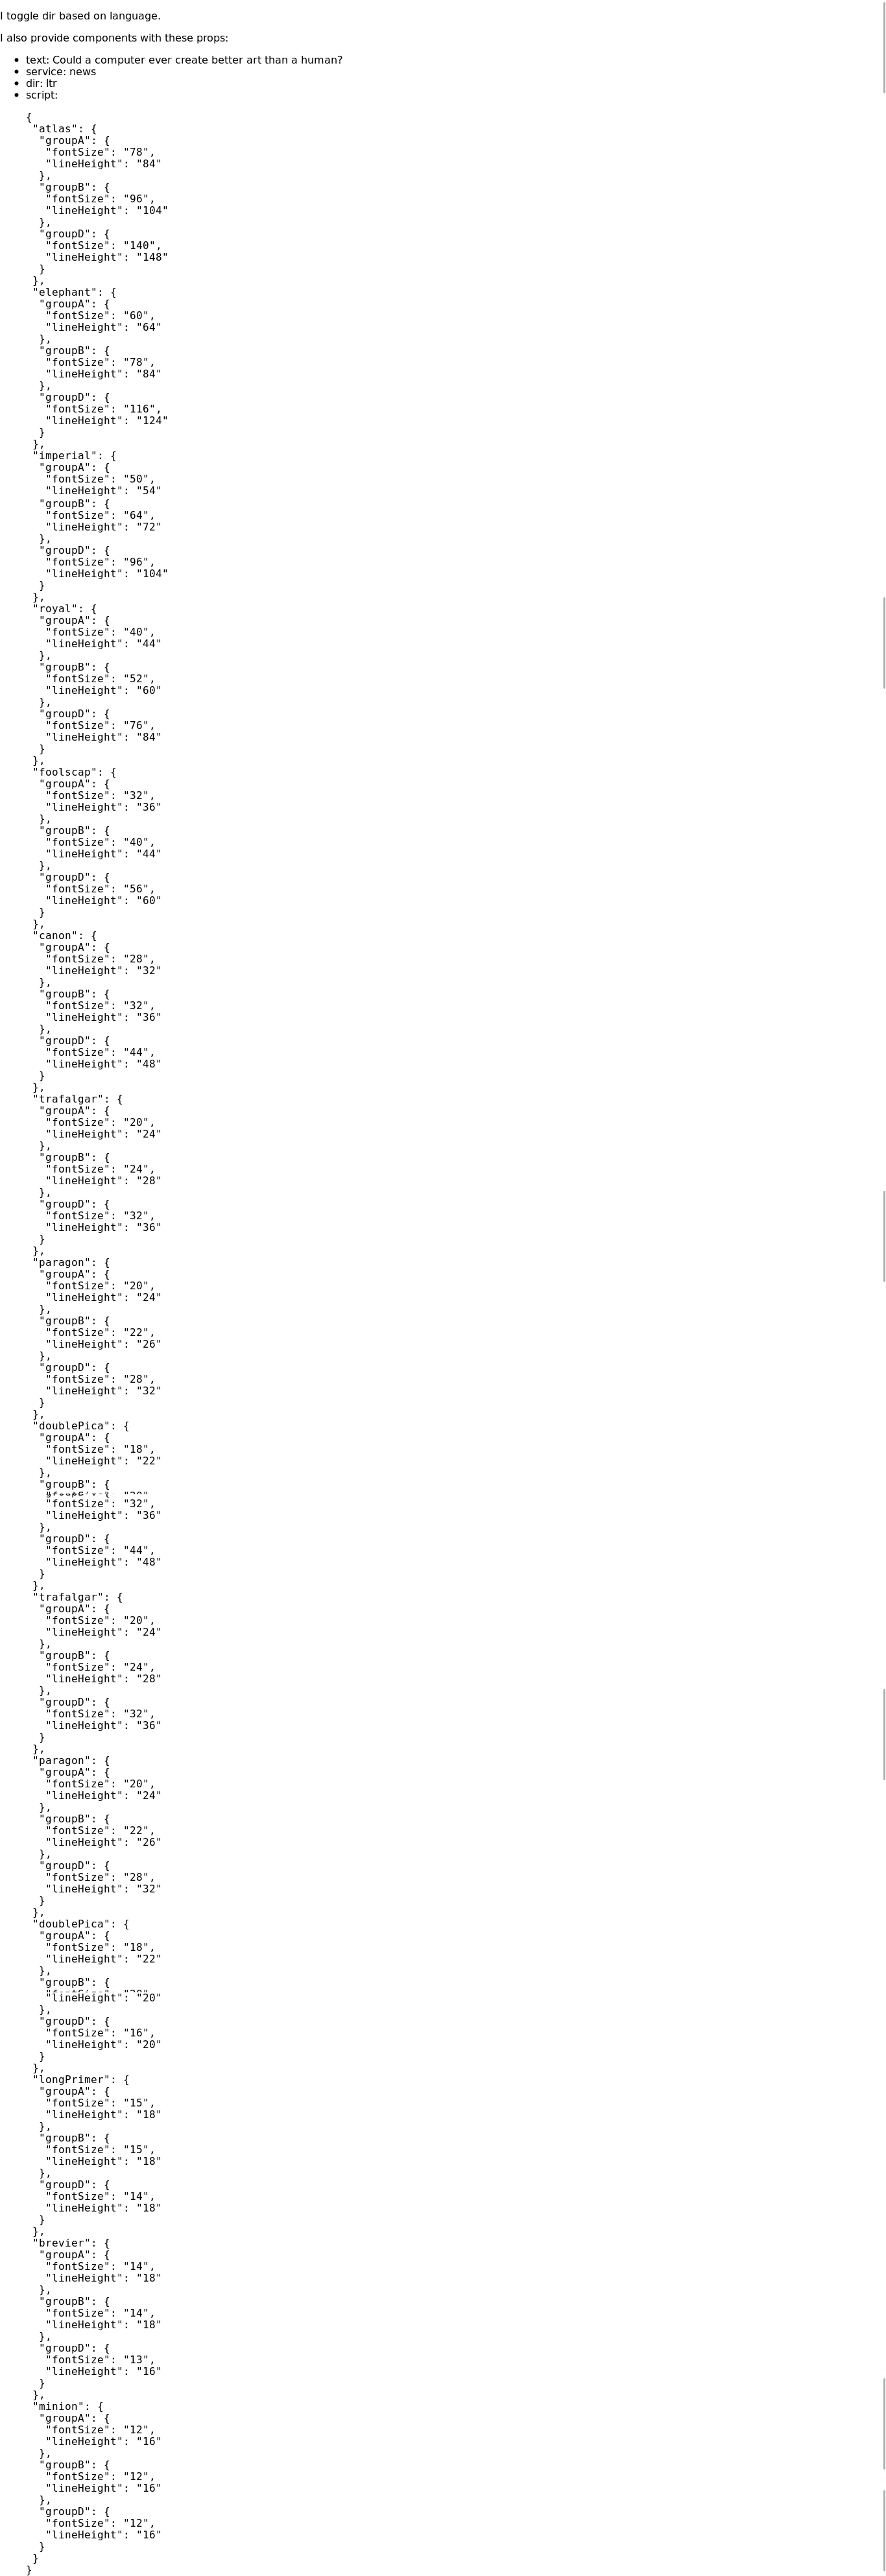 I toggle dir based on language.
I also provide components with these props:
• text: Could a computer ever create better art than a human?
• service: news
• dir: ltr
• script:
{
"atlas": {
"groupA": {
"fontSize": "78",
"lineHeight": "84"
},
"groupB": {
"fontSize": "96",
"lineHeight": "104"
},
"groupD": {
"fontSize": "140",
"lineHeight": "148"
}
},
"elephant": {
"groupA": {
"fontSize": "60",
"lineHeight": "64"
},
"groupB": {
"fontSize": "78",
"lineHeight": "84"
},
"groupD": {
"fontSize": "116",
"lineHeight": "124"
}
},
"imperial": {
"groupA": {
"fontSize": "50",
"lineHeight": "54"
"groupB": {
"fontSize": "64",
"lineHeight": "72"
},
"groupD": {
"fontSize": "96",
"lineHeight": "104"
}
},
"royal": {
"groupA": {
"fontSize": "40",
"lineHeight": "44"
},
"groupB": {
"fontSize": "52",
"lineHeight": "60"
},
"groupD": {
"fontSize": "76",
"lineHeight": "84"
}
},
"foolscap": {
"groupA": {
"fontSize": "32",
"lineHeight": "36"
},
"groupB": {
"fontSize": "40",
"lineHeight": "44"
},
"groupD": {
"fontSize": "56",
"lineHeight": "60"
}
},
"canon": {
"groupA": {
"fontSize": "28",
"lineHeight": "32"
},
"groupB": {
"fontSize": "32",
"lineHeight": "36"
},
"groupD": {
"fontSize": "44",
"lineHeight": "48"
}
},
"trafalgar": {
"groupA": {
"fontSize": "20",
"lineHeight": "24"
},
"groupB": {
"fontSize": "24",
"lineHeight": "28"
},
"groupD": {
"fontSize": "32",
"lineHeight": "36"
}
},
"paragon": {
"groupA": {
"fontSize": "20",
"lineHeight": "24"
},
"groupB": {
"fontSize": "22",
"lineHeight": "26"
},
"groupD": {
"fontSize": "28",
"lineHeight": "32"
}
},
"doublePica": {
"groupA": {
"fontSize": "18",
"lineHeight": "22"
},
"groupB": {
"fontSize": "32",
"lineHeight": "36"
},
"groupD": {
"fontSize": "44",
"lineHeight": "48"
}
},
"trafalgar": {
"groupA": {
"fontSize": "20",
"lineHeight": "24"
},
"groupB": {
"fontSize": "24",
"lineHeight": "28"
},
"groupD": {
"fontSize": "32",
"lineHeight": "36"
}
},
"paragon": {
"groupA": {
"fontSize": "20",
"lineHeight": "24"
},
"groupB": {
"fontSize": "22",
"lineHeight": "26"
},
"groupD": {
"fontSize": "28",
"lineHeight": "32"
}
},
"doublePica": {
"groupA": {
"fontSize": "18",
"lineHeight": "22"
},
"groupB": {
"lineHeight": "20"
},
"groupD": {
"fontSize": "16",
"lineHeight": "20"
}
},
"longPrimer": {
"groupA": {
"fontSize": "15",
"lineHeight": "18"
},
"groupB": {
"fontSize": "15",
"lineHeight": "18"
},
"groupD": {
"fontSize": "14",
"lineHeight": "18"
}
},
"brevier": {
"groupA": {
"fontSize": "14",
"lineHeight": "18"
},
"groupB": {
"fontSize": "14",
"lineHeight": "18"
},
"groupD": {
"fontSize": "13",
"lineHeight": "16"
}
},
"minion": {
"groupA": {
"fontSize": "12",
"lineHeight": "16"
},
"groupB": {
"fontSize": "12",
"lineHeight": "16"
},
"groupD": {
"fontSize": "12",
"lineHeight": "16"
}
}
}